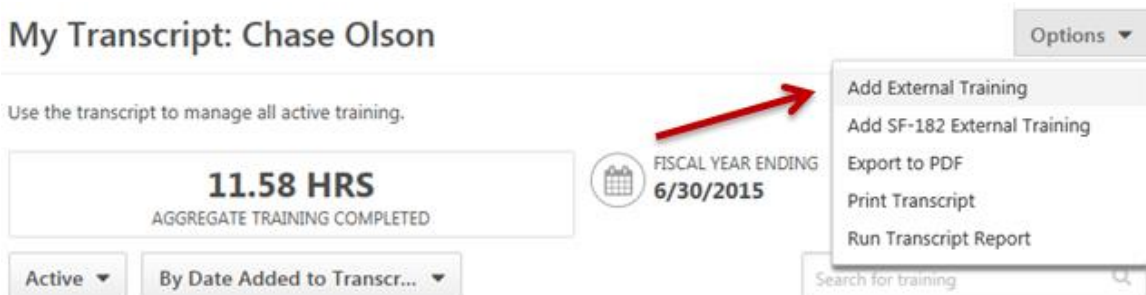 My Transcript: Chase Olson
Options
Add External Training
Use the transcript to manage all active training.
Add SF-182 External Training
Export to PDF
Print Transcript
Run Transcript Report
11.58 HRS
AGGREGATE TRAINING COMPLETED
FISCAL YEAR ENDING
6/30/2015
Active
By Date Added to Transcr...
Search for training